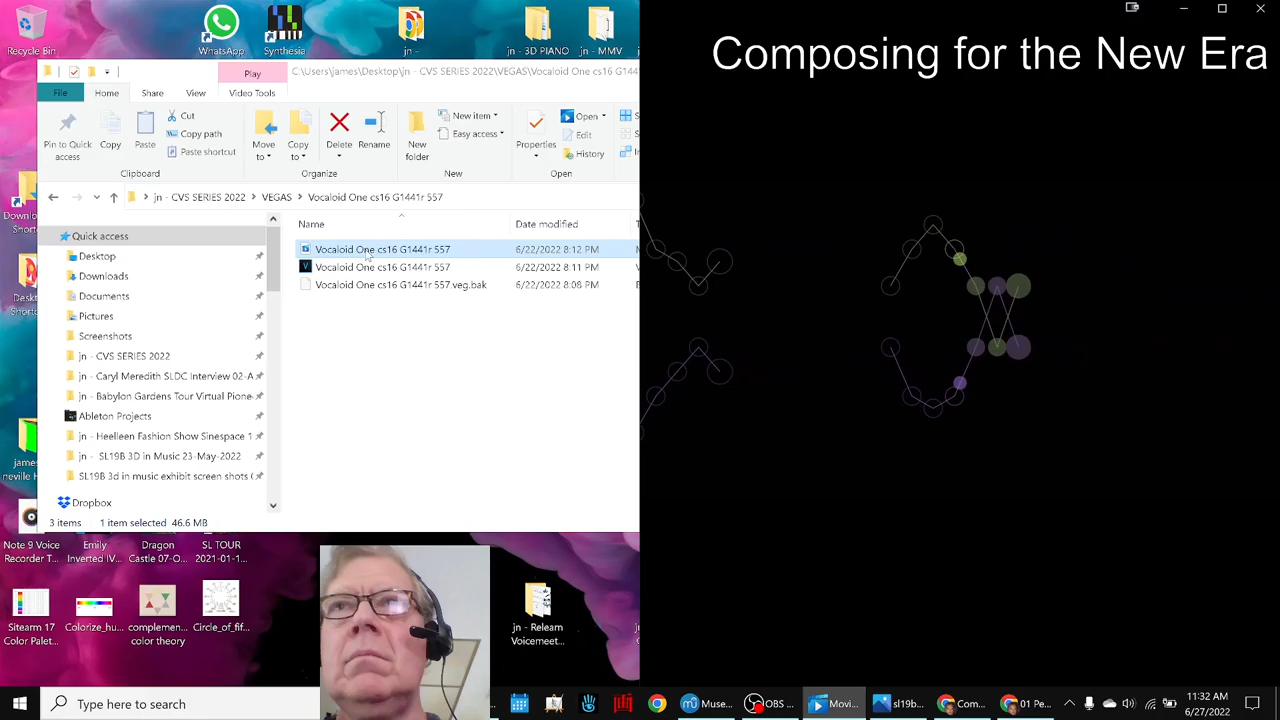 Composing for the New Era
Recycle Bin
WhatsApp
Synthesia
jn -
jn - 3D PIANO
jn - MMV
Play
C:\Users\james\Desktop\jn - CVS SERIES 2022\VEGAS\Vocaloid One cs16 G1441r
File
Home
Share
View
Video Tools
Pin to Quick access
Copy
Paste
Cut
Copy path
Paste shortcut
Clipboard
Move to
Copy to
Delete
Rename
Organize
New folder
New item
Easy access
New
Properties
Open
Edit
History
Open
jn - CVS SERIES 2022
VEGAS
Vocaloid One cs16 G1441r 557
Name
Date modified
Quick access
Desktop
Downloads
Documents
Pictures
Screenshots
jn - CVS SERIES 2022
jn - Caryl Meredith SLDC Interview 02-A
jn - Babylon Gardens Tour Virtual Pione
Ableton Projects
jn - Heelleen Fashion Show Sinespace 1
jn - SL19B 3D in Music 23-May-2022
SL19B 3d in music exhibit screen shots (
Dropbox
Vocaloid One cs16 G1441r 557 6/22/2022 8:12 PM
Vocaloid One cs16 G1441r 557 6/22/2022 8:11 PM
Vocaloid One cs16 G1441r 557.veg.bak 6/22/2022 8:08 PM
3 items 1 item selected 46.6 MB
Note 9 Voice Recorder T...
Emily Inverted IV...
Dragon Castle 07-O...
SL TOUR 2021-01-1...
Siteam 17 Color Palet...
Colorize_hu...
complemen... color theory
Circle_of_fif...
jn - Relearn Voicemeet...
Type here to search
Muse...
OBS ...
Movi...
sl19b...
Com...
01 Pe...
11:32 AM
6/27/2022